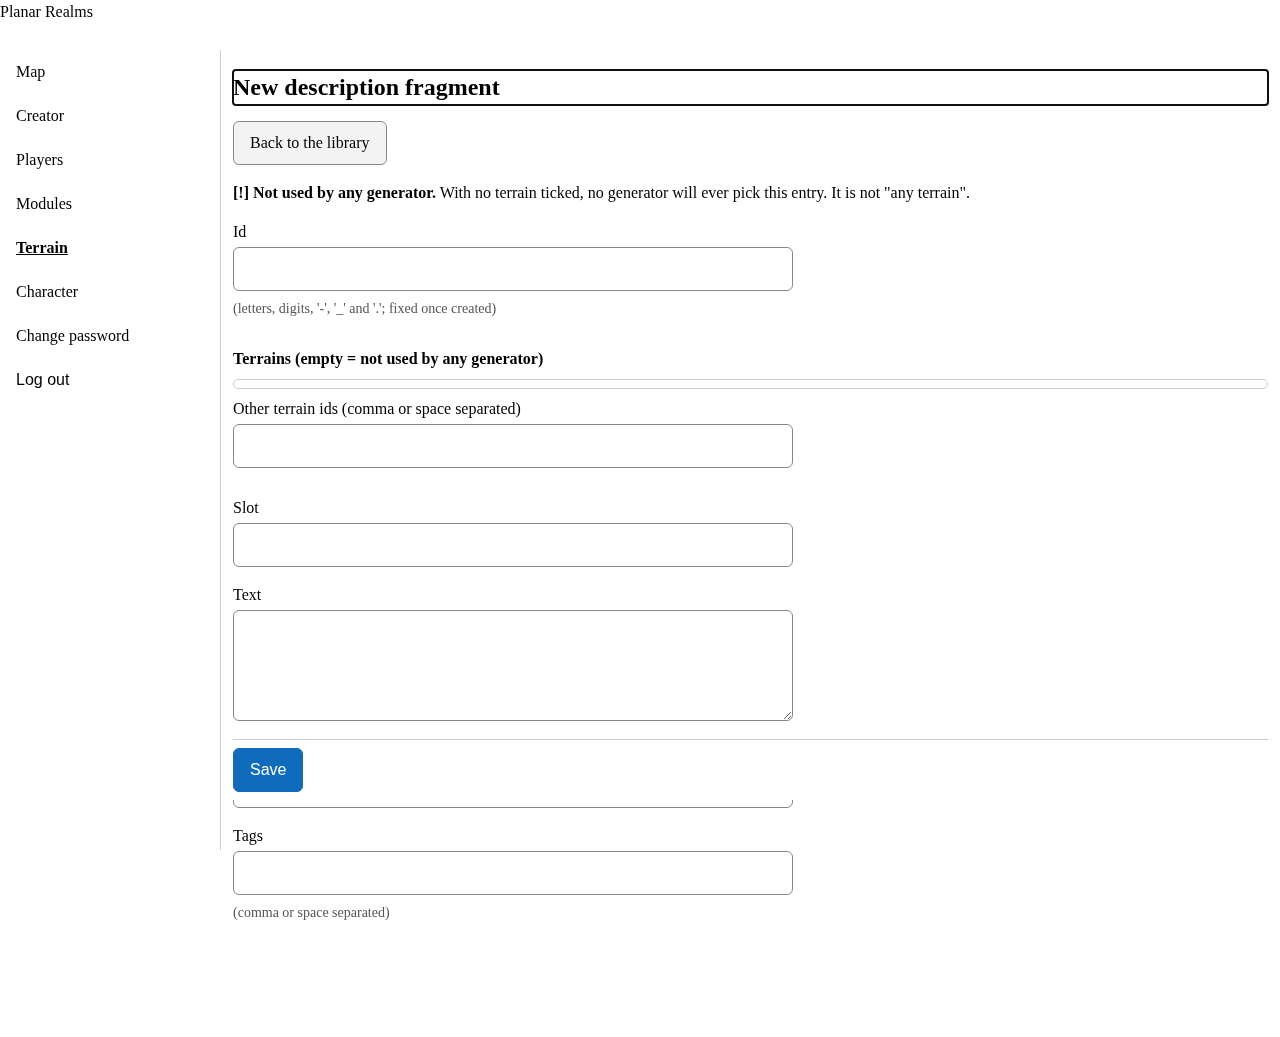 Planar Realms
Map
Creator
Players
Modules
Terrain
Character
Change password
Log out
New description fragment
Back to the library
[!] Not used by any generator. With no terrain ticked, no generator will ever pick this entry. It is not "any terrain".
Id
(letters, digits, '-', '_' and '.'; fixed once created)
Terrains (empty = not used by any generator)
Other terrain ids (comma or space separated)
Slot
Text
Save
Tags
(comma or space separated)